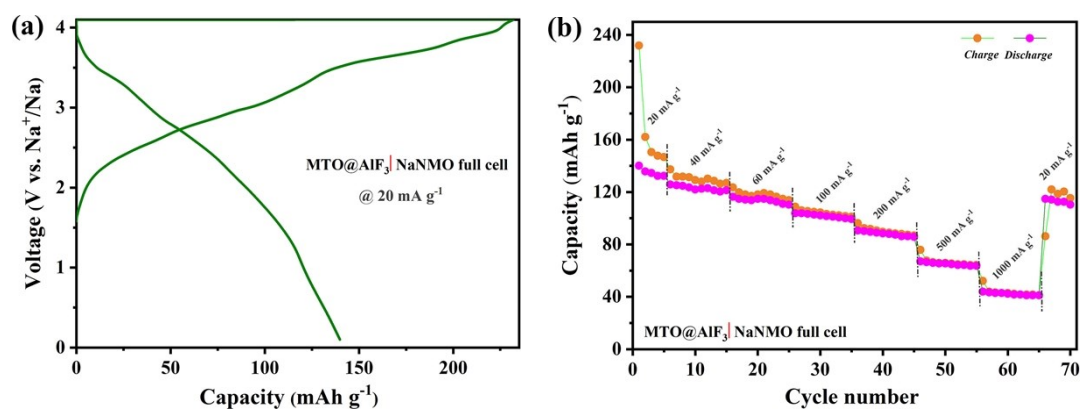 (a)
4
3
2
1
0
Voltage (V vs. Na⁺/Na)
MTO@AlF₃| NaNMO full cell
@ 20 mA g⁻¹
0 50 100 150 200
Capacity (mAh g⁻¹)
(b)
240
200
160
120
80
40
0
Capacity (mAh g⁻¹)
Charge Discharge
20 mA g⁻¹
40 mA g⁻¹
60 mA g⁻¹
100 mA g⁻¹
200 mA g⁻¹
500 mA g⁻¹
1000 mA g⁻¹
20 mA g⁻¹
MTO@AlF₃| NaNMO full cell
0 10 20 30 40 50 60 70
Cycle number